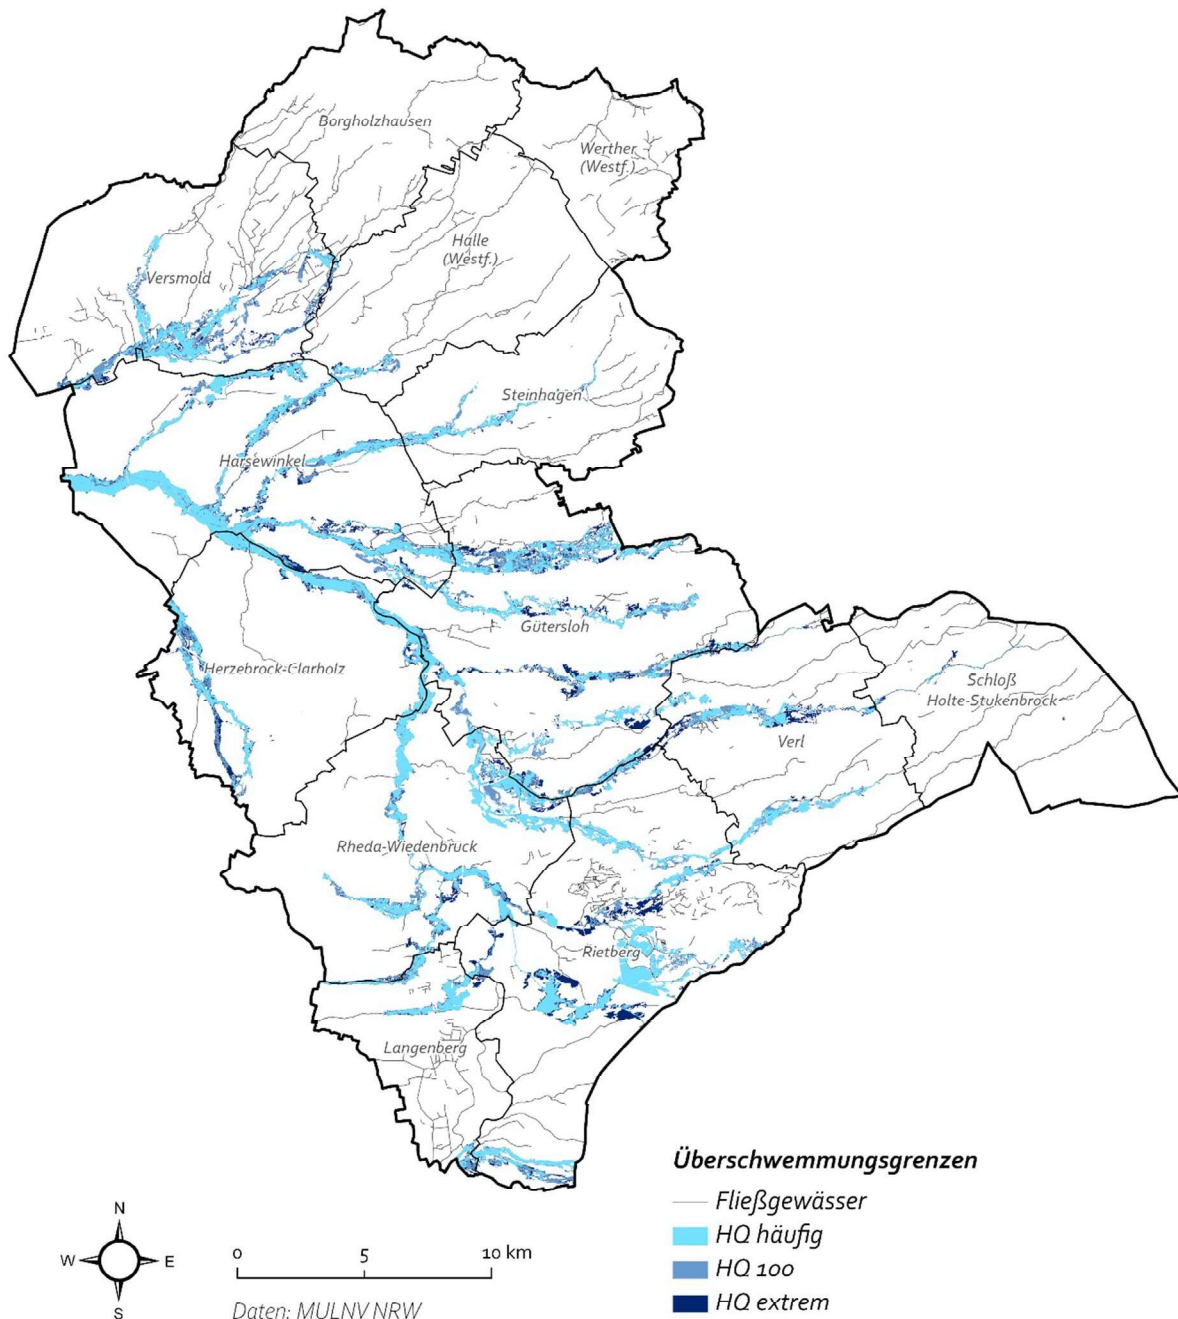 Borgholzhausen
Werther
(Westf.)
Halle
(Westf.)
Versmold
Steinhagen
Harsewinkel
Gütersloh
Herzebrock-Clarholz
Schloß
Holte-Stukenbrock
Verl
Rheda-Wiedenbrück
Rietberg
Langenberg
Überschwemmungsgrenzen
Fließgewässer
HQ häufig
HQ 100
HQ extrem
N
W
E
S
0 5 10 km
Daten: MULNV NRW